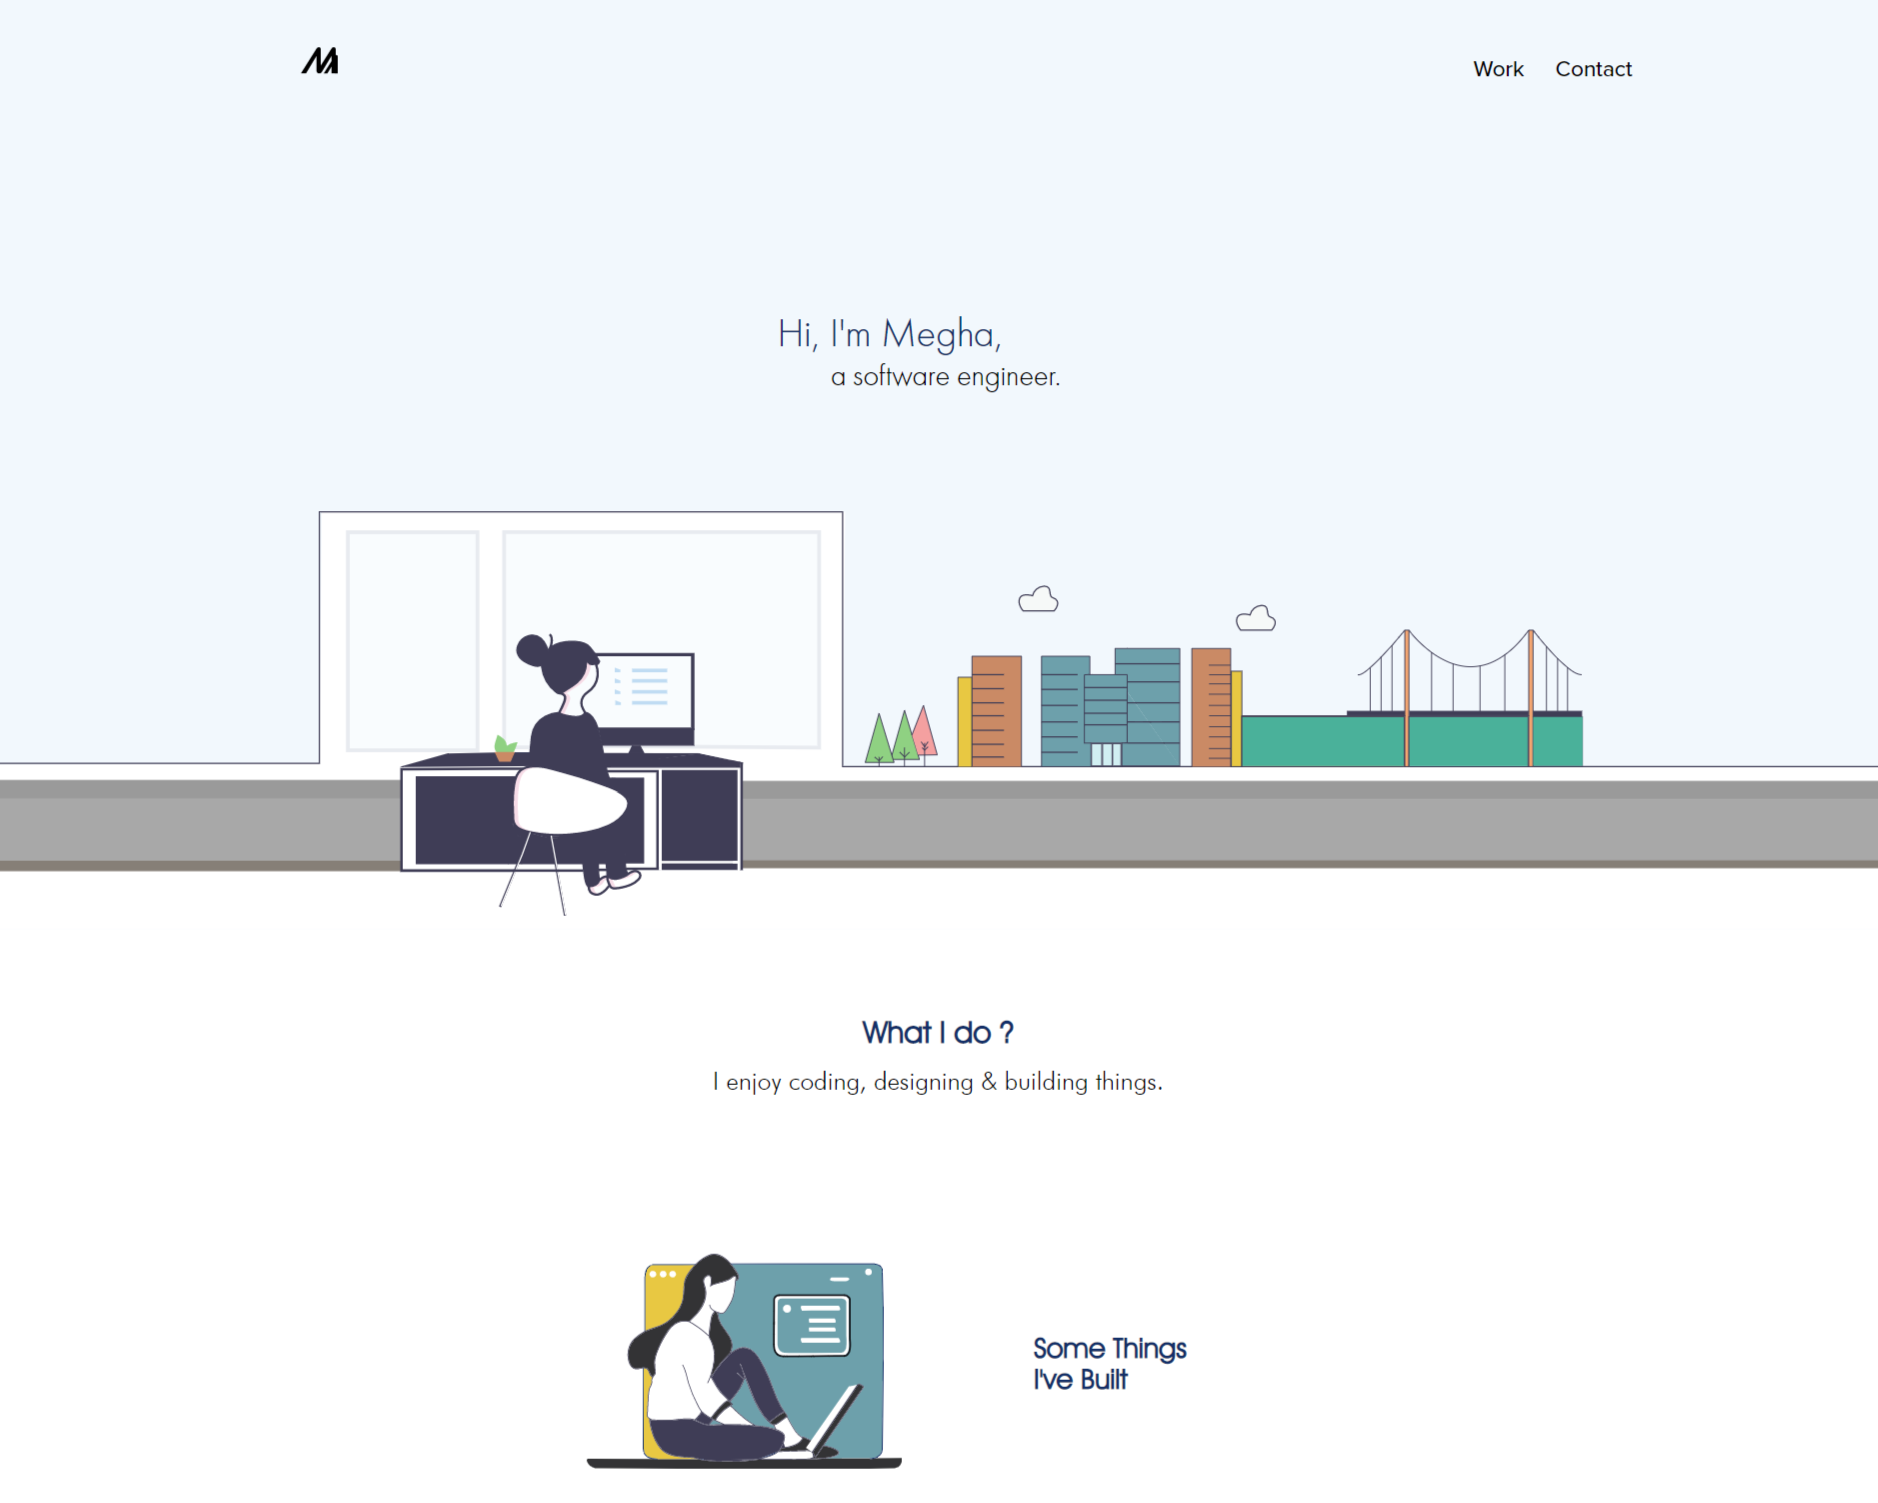 Work Contact
Hi, I'm Megha,
a software engineer.
What I do ?
I enjoy coding, designing & building things.
Some Things
I've Built